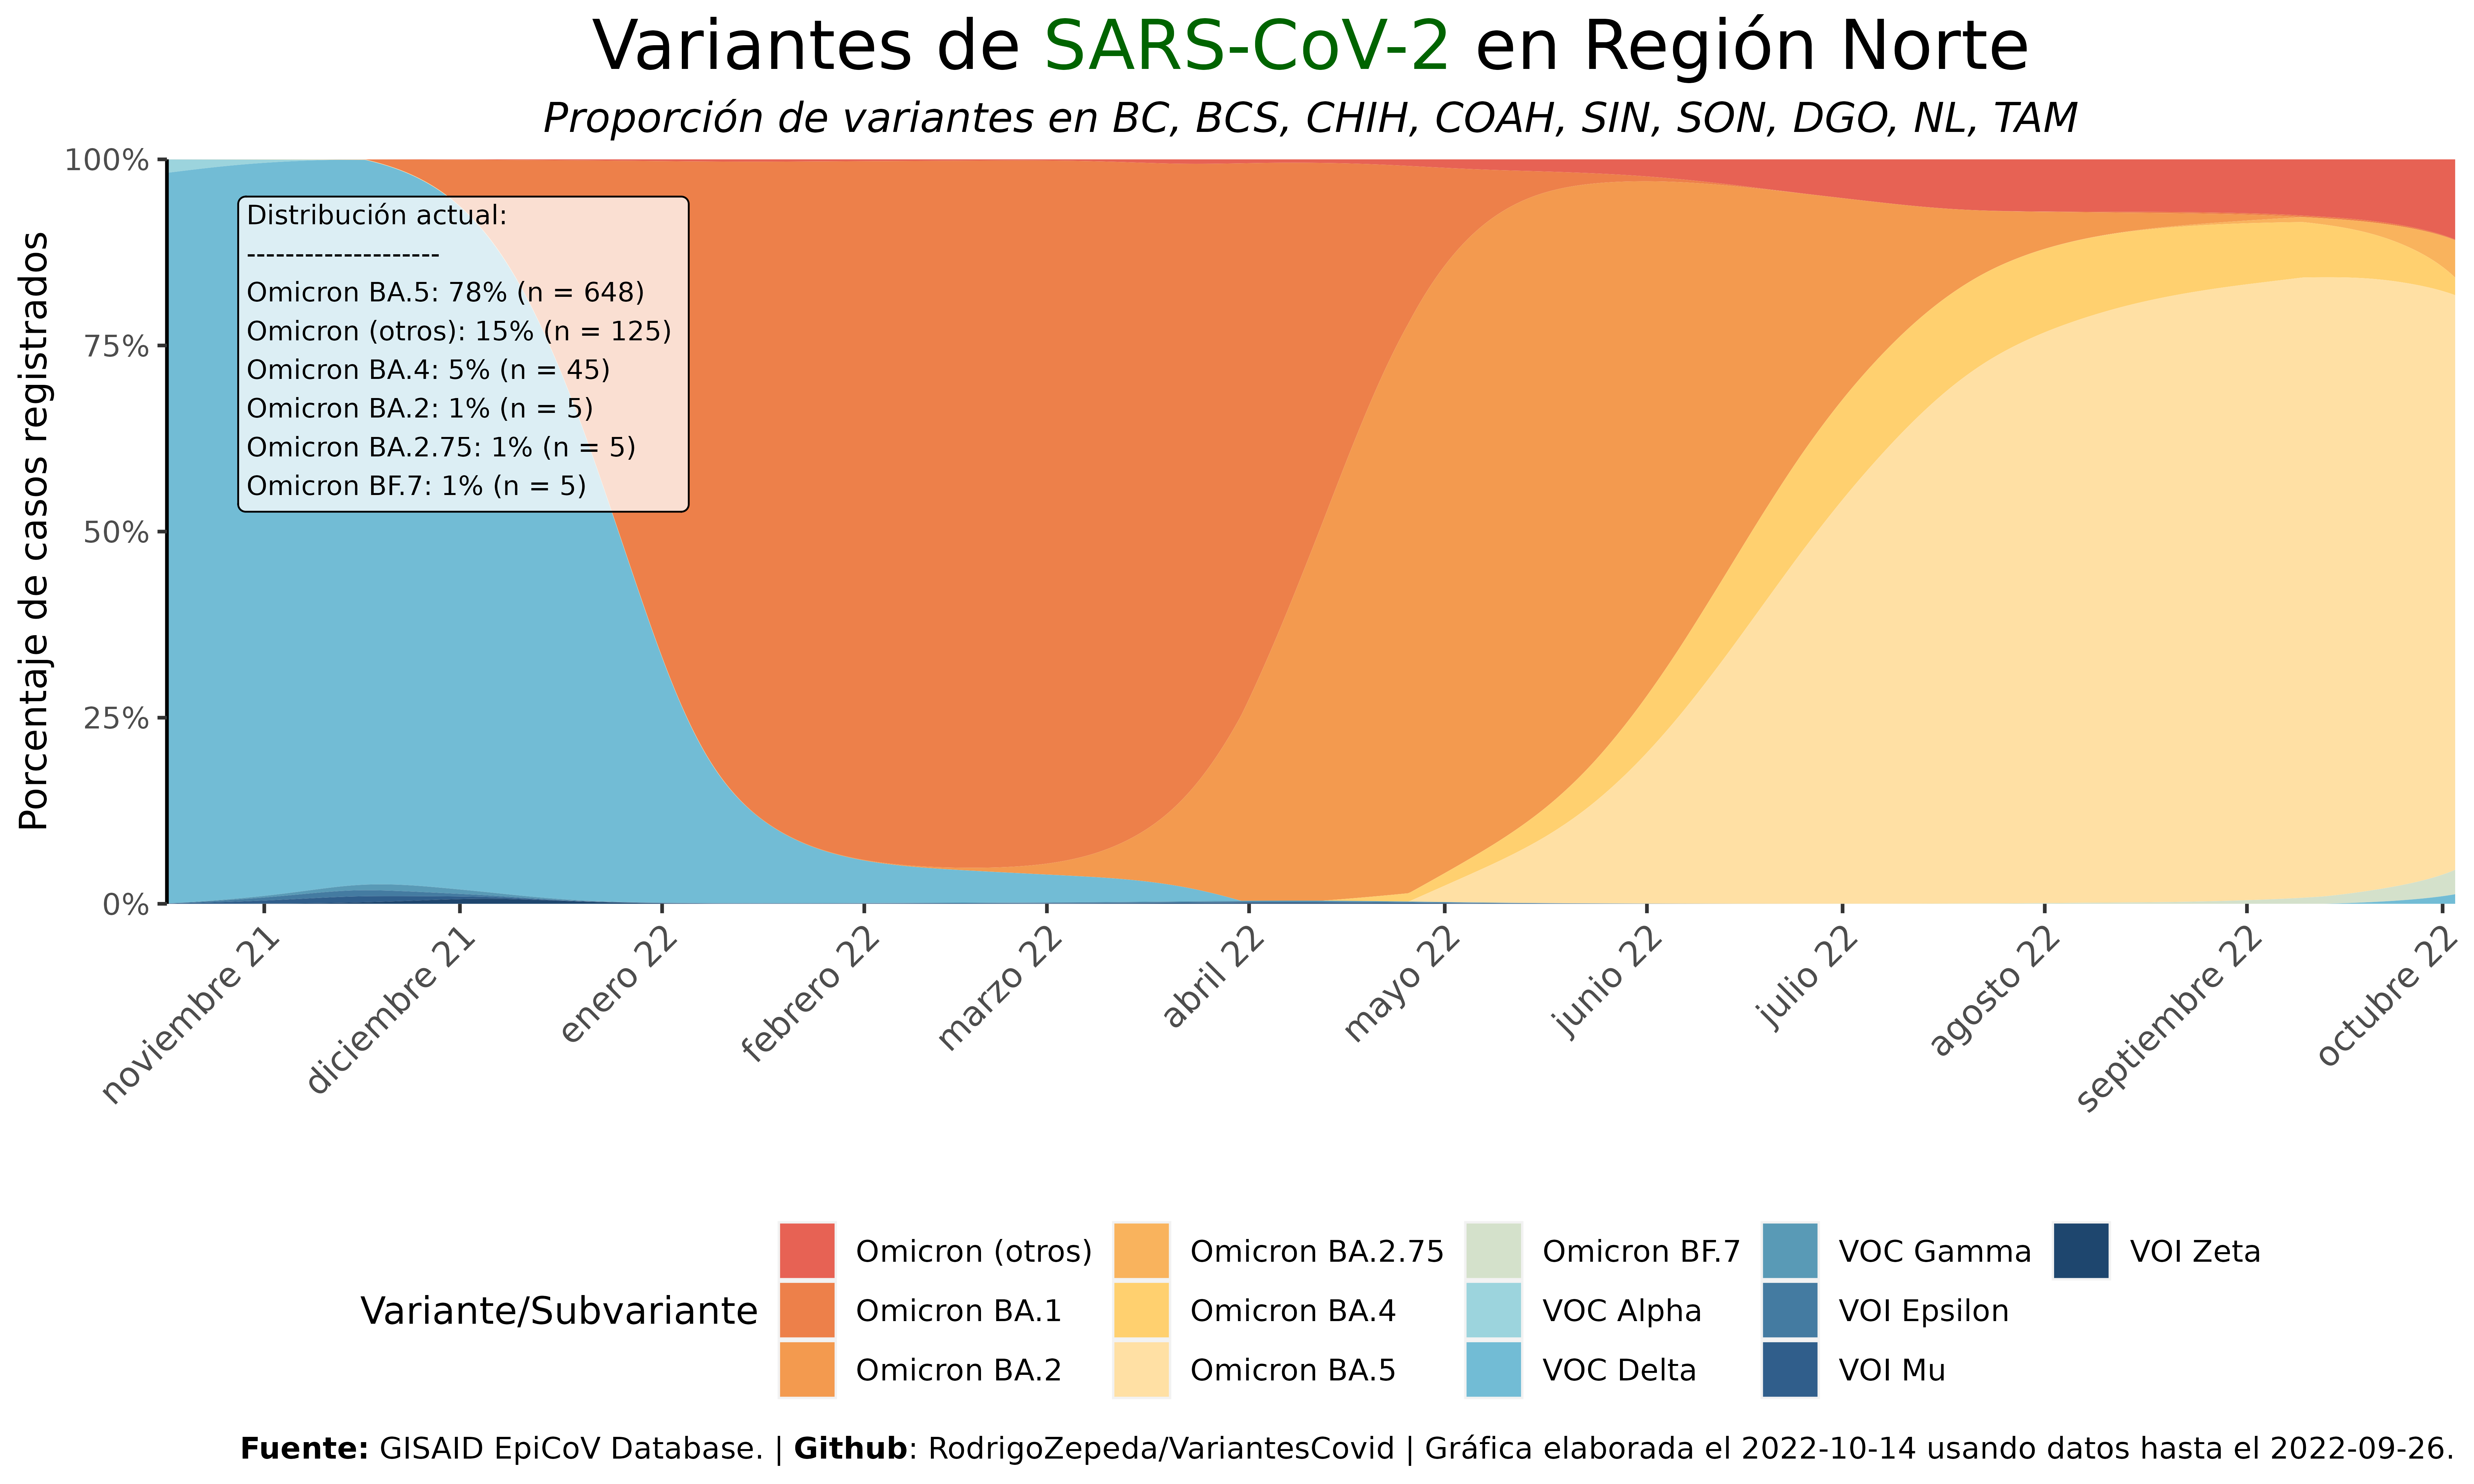 Variantes de SARS-CoV-2 en Región Norte
Proporción de variantes en BC, BCS, CHIH, COAH, SIN, SON, DGO, NL, TAM
Porcentaje de casos registrados
100%
75%
50%
25%
0%
Distribución actual:
--------------------
Omicron BA.5: 78% (n = 648)
Omicron (otros): 15% (n = 125)
Omicron BA.4: 5% (n = 45)
Omicron BA.2: 1% (n = 5)
Omicron BA.2.75: 1% (n = 5)
Omicron BF.7: 1% (n = 5)
noviembre 21
diciembre 21
enero 22
febrero 22
marzo 22
abril 22
mayo 22
junio 22
julio 22
agosto 22
septiembre 22
octubre 22
Variante/Subvariante
Omicron (otros)
Omicron BA.1
Omicron BA.2
Omicron BA.2.75
Omicron BA.4
Omicron BA.5
Omicron BF.7
VOC Alpha
VOC Delta
VOC Gamma
VOI Epsilon
VOI Mu
VOI Zeta
Fuente: GISAID EpiCoV Database. | Github: RodrigoZepeda/VariantesCovid | Gráfica elaborada el 2022-10-14 usando datos hasta el 2022-09-26.